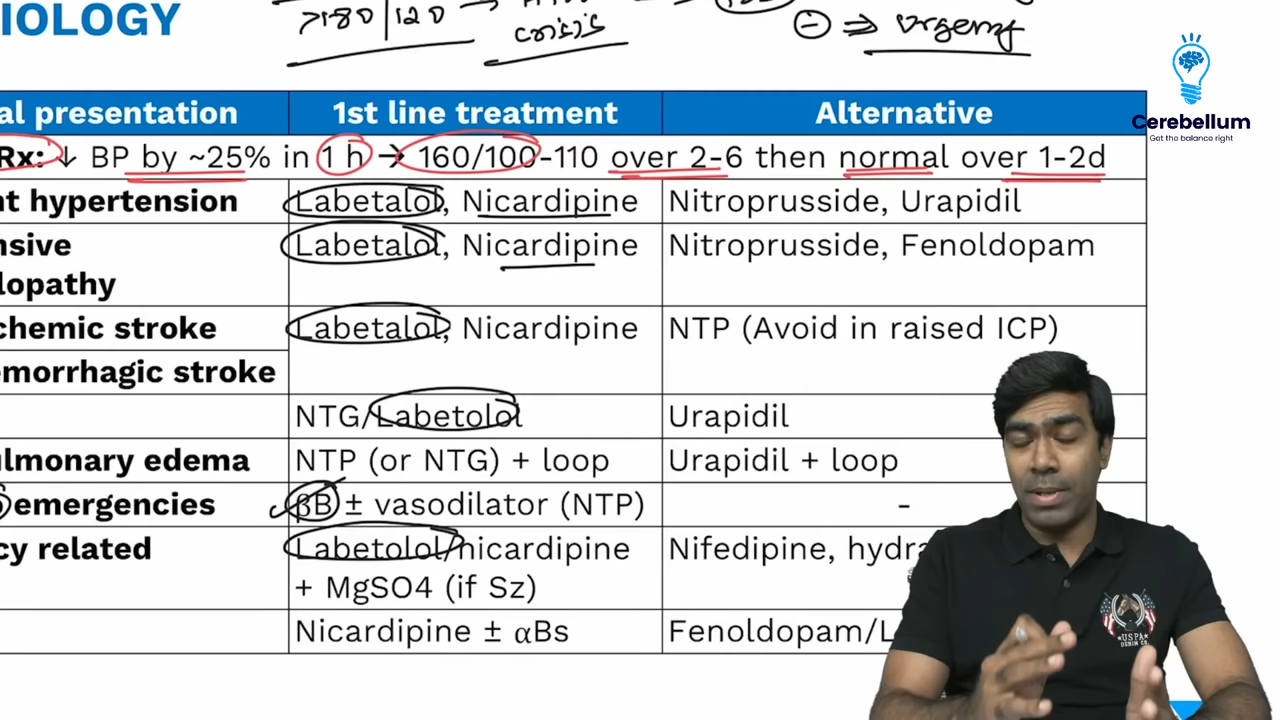 IOLOGY
>180/120 →
crisis
⊖ ⇒ urgency
Cerebellum
Get the balance right
al presentation 1st line treatment Alternative
Rx: ↓ BP by ~25% in 1 h → 160/100-110 over 2-6 then normal over 1-2d
nt hypertension Labetalol, Nicardipine Nitroprusside, Urapidil
nsive Labetalol, Nicardipine Nitroprusside, Fenoldopam
lopathy
chemic stroke Labetalol, Nicardipine NTP (Avoid in raised ICP)
morrhagic stroke
NTG/Labetolol Urapidil
lmonary edema NTP (or NTG) + loop Urapidil + loop
emergencies βB ± vasodilator (NTP) -
cy related Labetolol/nicardipine Nifedipine, hydra
+ MgSO4 (if Sz)
Nicardipine ± αBs Fenoldopam/L
USPA
DENIM CO.